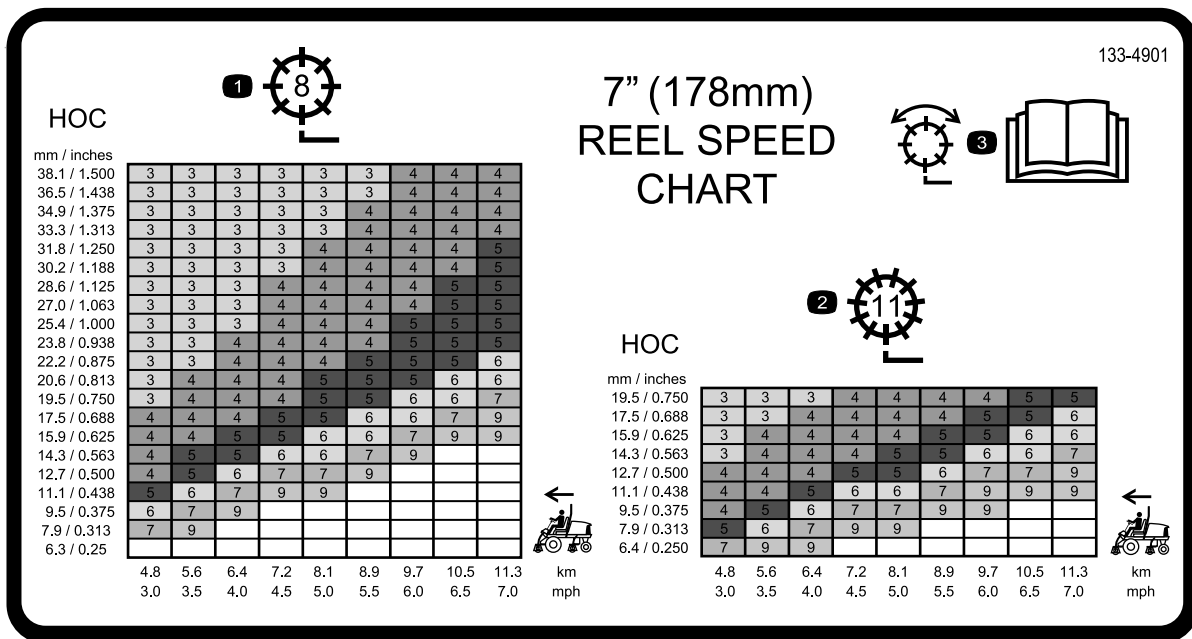 133-4901
7” (178mm)
REEL SPEED
CHART
1
8
3
HOC
mm / inches
38.1 / 1.500 3 3 3 3 3 3 4 4 4
36.5 / 1.438 3 3 3 3 3 3 4 4 4
34.9 / 1.375 3 3 3 3 3 4 4 4 4
33.3 / 1.313 3 3 3 3 3 4 4 4 4
31.8 / 1.250 3 3 3 3 4 4 4 4 5
30.2 / 1.188 3 3 3 3 4 4 4 4 5
28.6 / 1.125 3 3 3 4 4 4 4 5 5
27.0 / 1.063 3 3 3 4 4 4 4 5 5
25.4 / 1.000 3 3 3 4 4 4 5 5 5
23.8 / 0.938 3 3 4 4 4 4 5 5 5
22.2 / 0.875 3 3 4 4 4 5 5 5 6
20.6 / 0.813 3 4 4 4 5 5 5 6 6
19.5 / 0.750 3 4 4 4 5 5 6 6 7
17.5 / 0.688 4 4 4 5 5 6 6 7 9
15.9 / 0.625 4 4 5 5 6 6 7 9 9
14.3 / 0.563 4 5 5 6 6 7 9
12.7 / 0.500 4 5 6 7 7 9
11.1 / 0.438 5 6 7 9 9
9.5 / 0.375 6 7 9
7.9 / 0.313 7 9
6.3 / 0.25
4.8 5.6 6.4 7.2 8.1 8.9 9.7 10.5 11.3 km
3.0 3.5 4.0 4.5 5.0 5.5 6.0 6.5 7.0 mph
2
11
HOC
mm / inches
19.5 / 0.750 3 3 3 4 4 4 4 5 5
17.5 / 0.688 3 3 4 4 4 4 5 5 6
15.9 / 0.625 3 4 4 4 4 5 5 6 6
14.3 / 0.563 3 4 4 4 5 5 6 6 7
12.7 / 0.500 4 4 4 5 5 6 7 7 9
11.1 / 0.438 4 4 5 6 6 7 9 9 9
9.5 / 0.375 4 5 6 7 7 9 9
7.9 / 0.313 5 6 7 9 9
6.4 / 0.250 7 9 9
4.8 5.6 6.4 7.2 8.1 8.9 9.7 10.5 11.3 km
3.0 3.5 4.0 4.5 5.0 5.5 6.0 6.5 7.0 mph